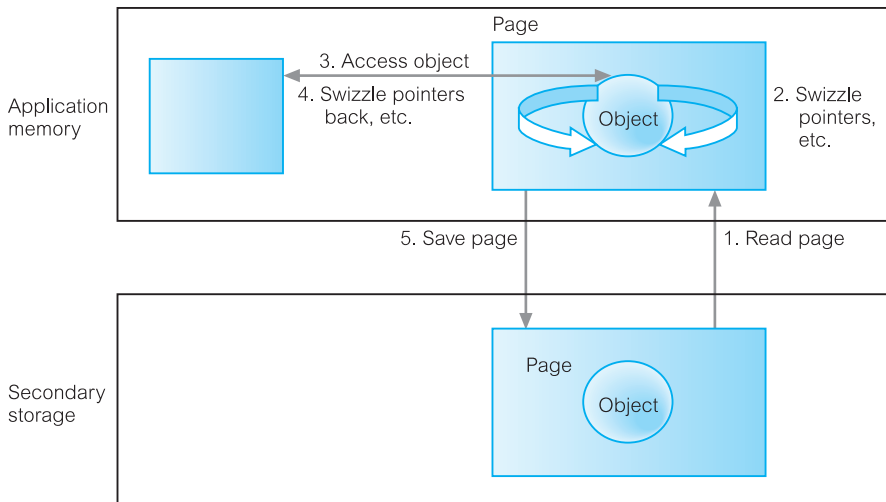 Page
3. Access object
4. Swizzle pointers
back, etc.
Object
2. Swizzle
pointers,
etc.
Application
memory
5. Save page
1. Read page
Page
Object
Secondary
storage